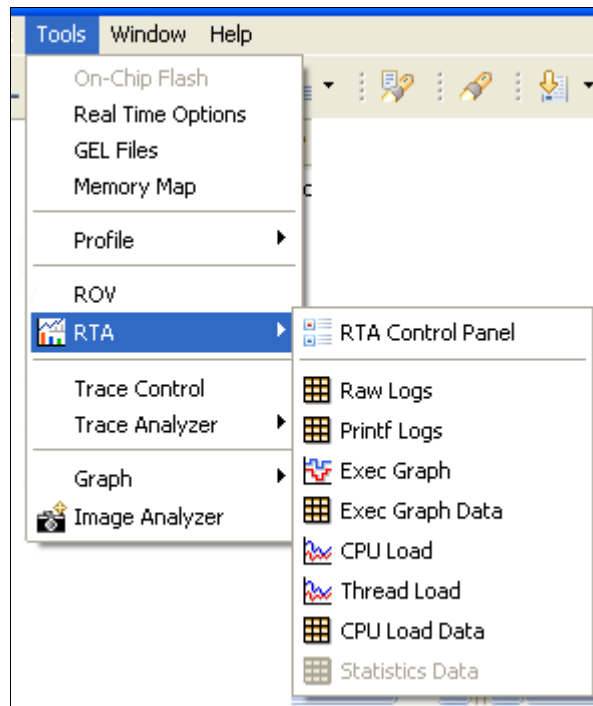 Tools Window Help
On-Chip Flash
Real Time Options
GEL Files
Memory Map
Profile
ROV
RTA
Trace Control
Trace Analyzer
Graph
Image Analyzer
RTA Control Panel
Raw Logs
Printf Logs
Exec Graph
Exec Graph Data
CPU Load
Thread Load
CPU Load Data
Statistics Data